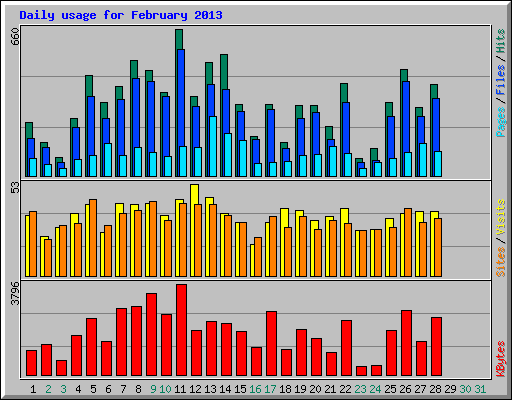 Daily usage for February 2013
660
Pages / Files / Hits
53
Sites / Visits
3796
KBytes
1 2 3 4 5 6 7 8 9 10 11 12 13 14 15 16 17 18 19 20 21 22 23 24 25 26 27 28 29 30 31